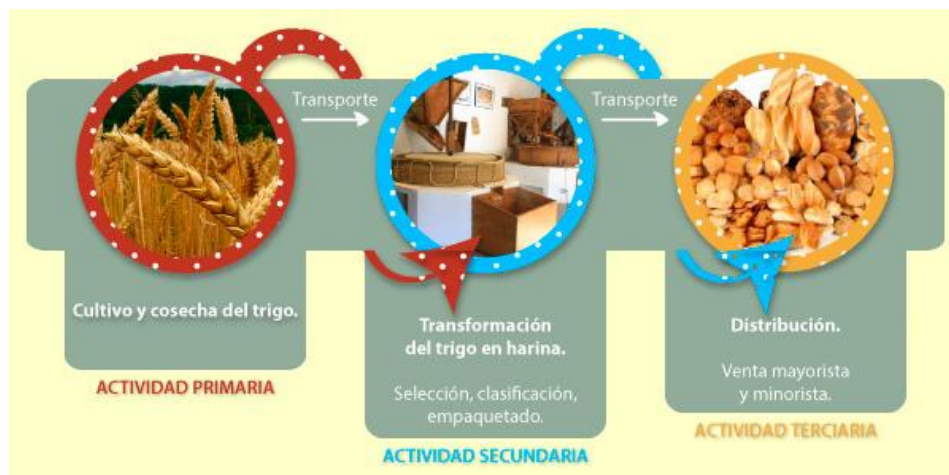 Transporte
Transporte
Cultivo y cosecha del trigo.
ACTIVIDAD PRIMARIA
Transformación
del trigo en harina.
Selección, clasificación,
empaquetado.
ACTIVIDAD SECUNDARIA
Distribución.
Venta mayorista
y minorista.
ACTIVIDAD TERCIARIA